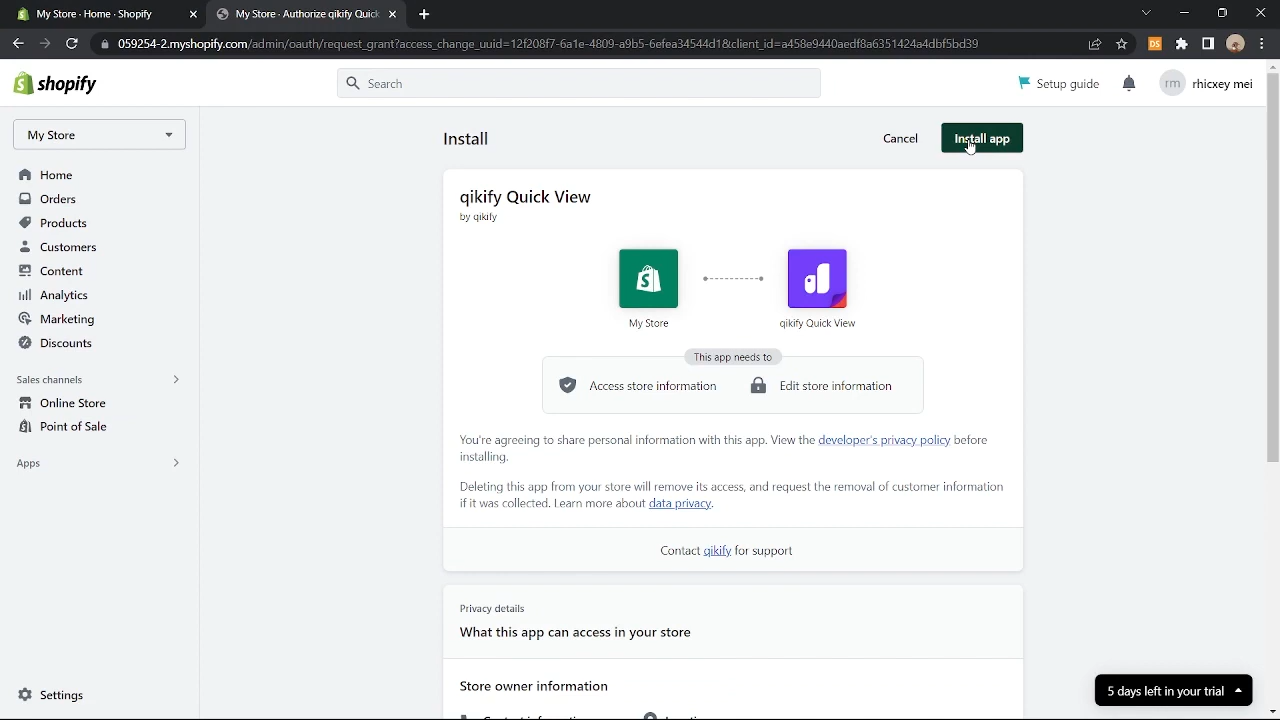 My Store · Home · Shopify
My Store · Authorize qikify Quick
059254-2.myshopify.com/admin/oauth/request_grant?access_change_uuid=12f208f7-6a1e-4809-a9b5-6efea34544d1&client_id=a458e9440aedf8a6351424a4dbf5bd39
DS
shopify
Search
Setup guide
rm
rhicxey mei
My Store
Home
Orders
Products
Customers
Content
Analytics
Marketing
Discounts
Sales channels
Online Store
Point of Sale
Apps
Settings
Install
Cancel
Install app
qikify Quick View
by qikify
My Store
qikify Quick View
This app needs to
Access store information
Edit store information
You're agreeing to share personal information with this app. View the developer's privacy policy before
installing.
Deleting this app from your store will remove its access, and request the removal of customer information
if it was collected. Learn more about data privacy.
Contact qikify for support
Privacy details
What this app can access in your store
Store owner information
5 days left in your trial